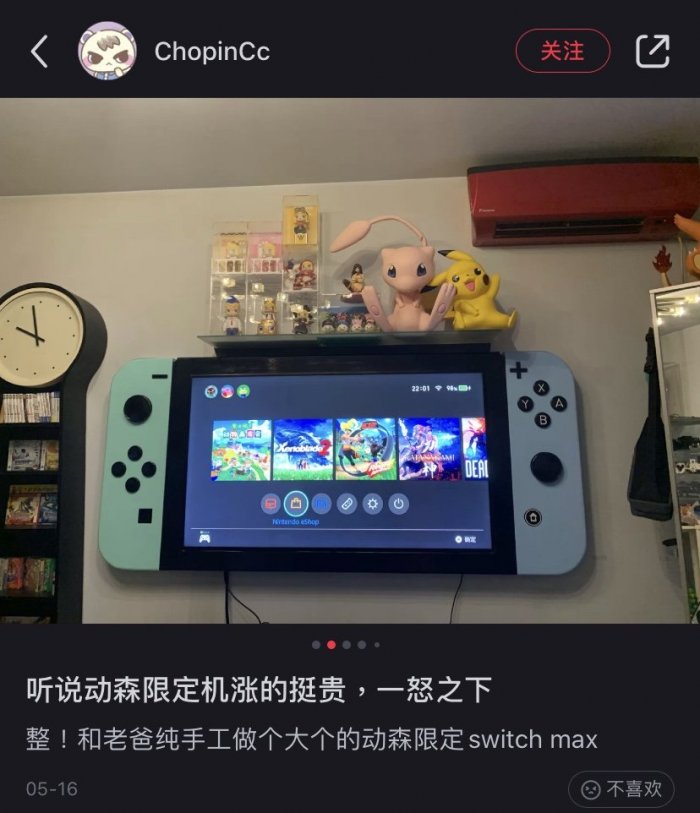 ChopinCc
关注
22:01 98%
Xenoblade 2
DEAL
Nintendo eShop
X
Y A
B
听说动森限定机涨的挺贵，一怒之下
整！和老爸纯手工做个大个的动森限定switch max
05-16
不喜欢